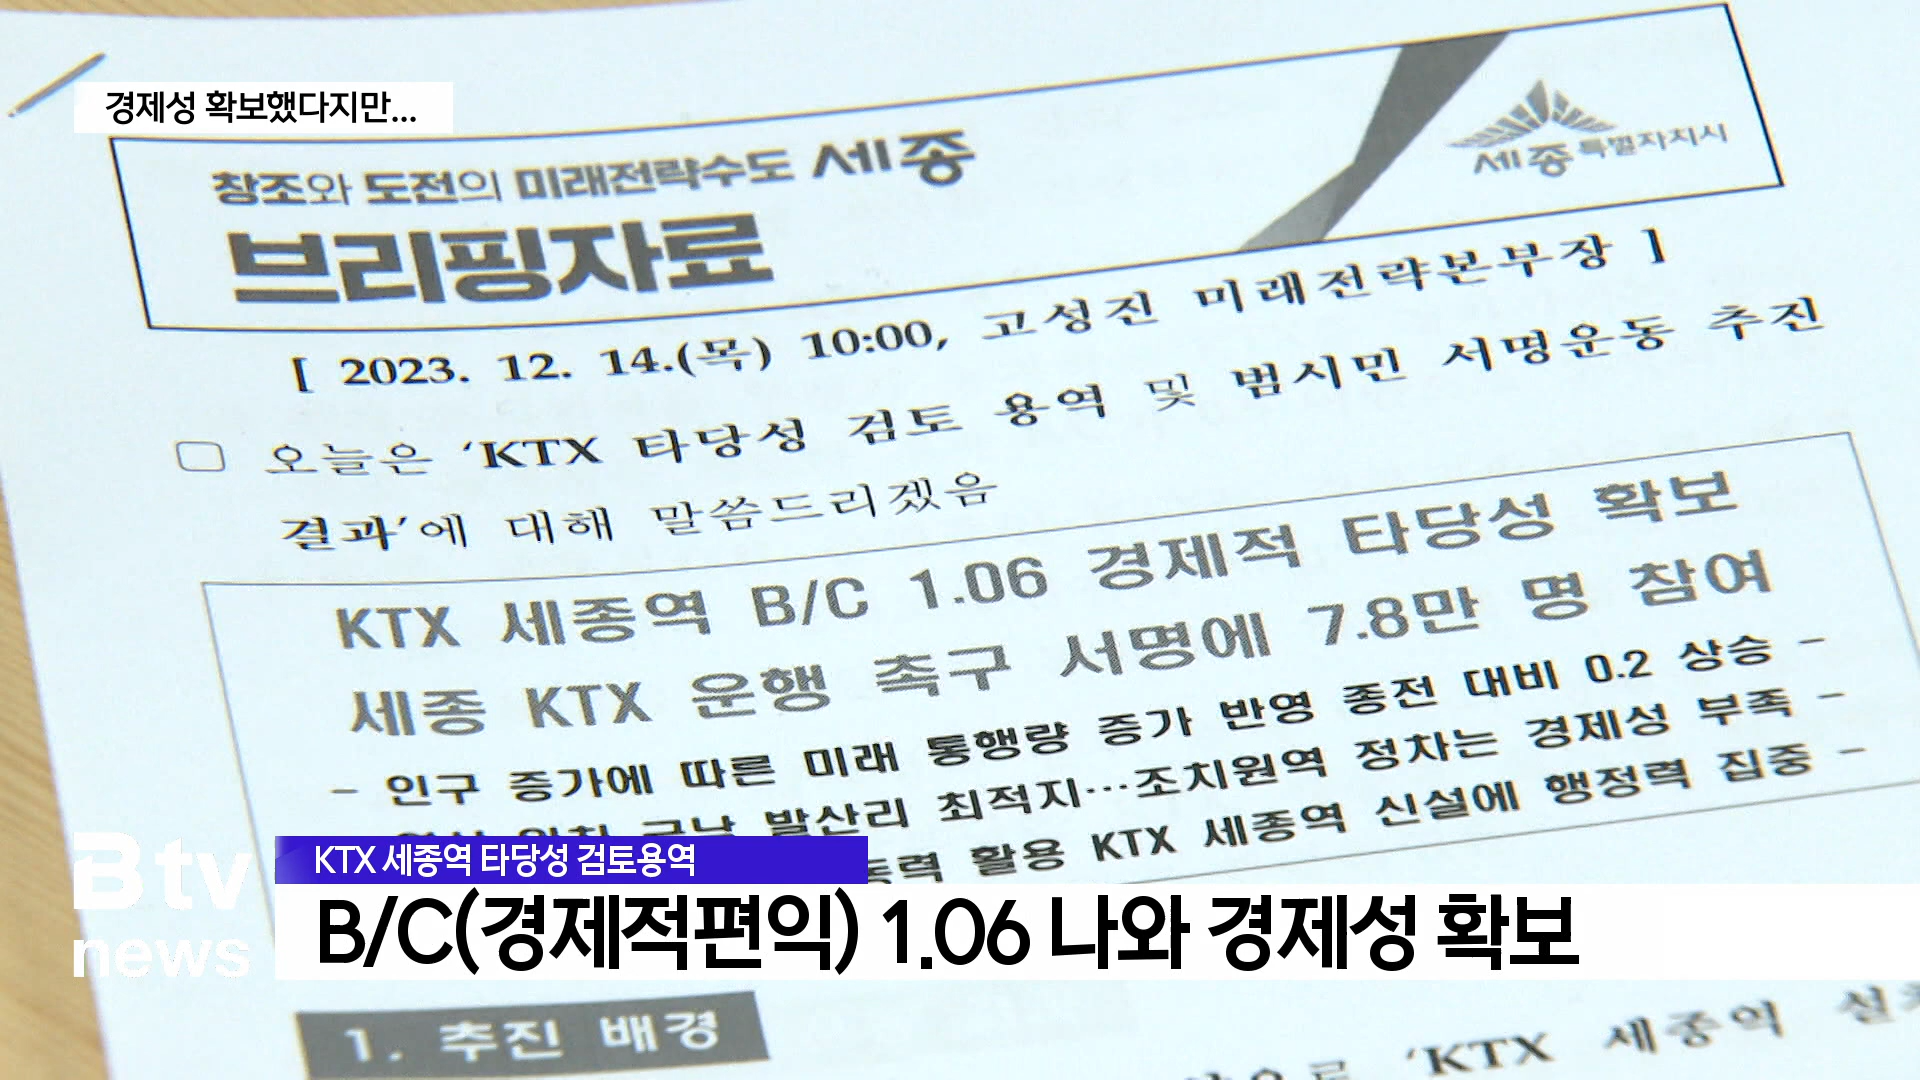 경제성 확보했다지만...
창조와 도전의 미래전략수도 세종
세종특별자치시
브리핑자료
[ 2023. 12. 14.(목) 10:00, 고성진 미래전략본부장 ]
□ 오늘은 ‘KTX 타당성 검토 용역 및 범시민 서명운동 추진
결과’에 대해 말씀드리겠음
KTX 세종역 B/C 1.06 경제적 타당성 확보
세종 KTX 운행 촉구 서명에 7.8만 명 참여
- 인구 증가에 따른 미래 통행량 증가 반영 종전 대비 0.2 상승 -
발산리 최적지…조치원역 정차는 경제성 부족 -
활용 KTX 세종역 신설에 행정력 집중 -
KTX 세종역 타당성 검토용역
B tv
news
B/C(경제적편익) 1.06 나와 경제성 확보
1. 추진 배경
‘KTX 세종역